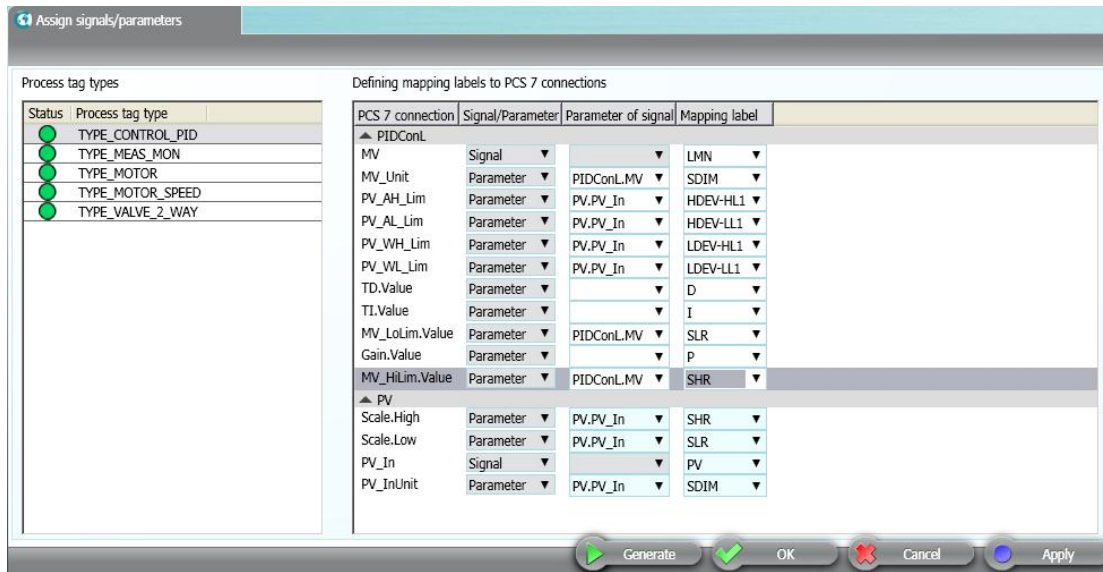 Assign signals/parameters
Process tag types
Defining mapping labels to PCS 7 connections
Status Process tag type
TYPE_CONTROL_PID
TYPE_MEAS_MON
TYPE_MOTOR
TYPE_MOTOR_SPEED
TYPE_VALVE_2_WAY
PCS 7 connection Signal/Parameter Parameter of signal Mapping label
PIDConL
MV Signal LMN
MV_Unit Parameter PIDConL.MV SDIM
PV_AH_Lim Parameter PV.PV_In HDEV-HL1
PV_AL_Lim Parameter PV.PV_In HDEV-LL1
PV_WH_Lim Parameter PV.PV_In LDEV-HL1
PV_WL_Lim Parameter PV.PV_In LDEV-LL1
TD.Value Parameter D
TI.Value Parameter I
MV_LoLim.Value Parameter PIDConL.MV SLR
Gain.Value Parameter P
MV_HiLim.Value Parameter PIDConL.MV SHR
PV
Scale.High Parameter PV.PV_In SHR
Scale.Low Parameter PV.PV_In SLR
PV_In Signal PV
PV_InUnit Parameter PV.PV_In SDIM
Generate OK Cancel Apply